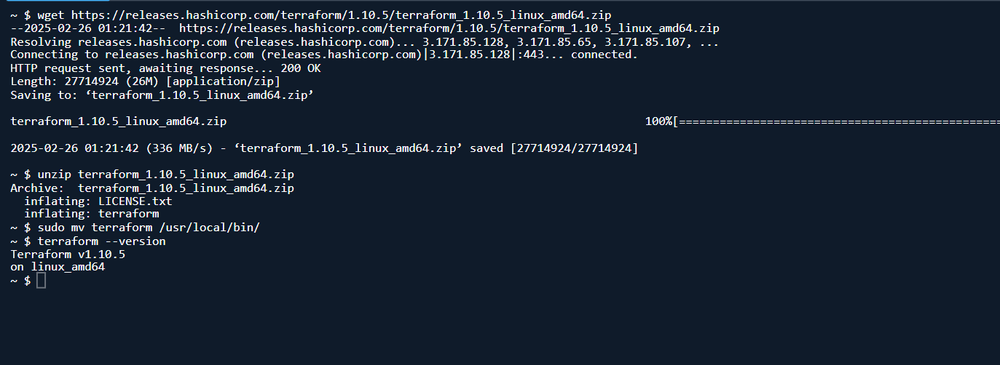 ~ $ wget https://releases.hashicorp.com/terraform/1.10.5/terraform_1.10.5_linux_amd64.zip
--2025-02-26 01:21:42--  https://releases.hashicorp.com/terraform/1.10.5/terraform_1.10.5_linux_amd64.zip
Resolving releases.hashicorp.com (releases.hashicorp.com)... 3.171.85.128, 3.171.85.65, 3.171.85.107, ...
Connecting to releases.hashicorp.com (releases.hashicorp.com)|3.171.85.128|:443... connected.
HTTP request sent, awaiting response... 200 OK
Length: 27714924 (26M) [application/zip]
Saving to: ‘terraform_1.10.5_linux_amd64.zip’
terraform_1.10.5_linux_amd64.zip 100%[================================================
2025-02-26 01:21:42 (336 MB/s) - ‘terraform_1.10.5_linux_amd64.zip’ saved [27714924/27714924]
~ $ unzip terraform_1.10.5_linux_amd64.zip
Archive:  terraform_1.10.5_linux_amd64.zip
  inflating: LICENSE.txt
  inflating: terraform
~ $ sudo mv terraform /usr/local/bin/
~ $ terraform --version
Terraform v1.10.5
on linux_amd64
~ $